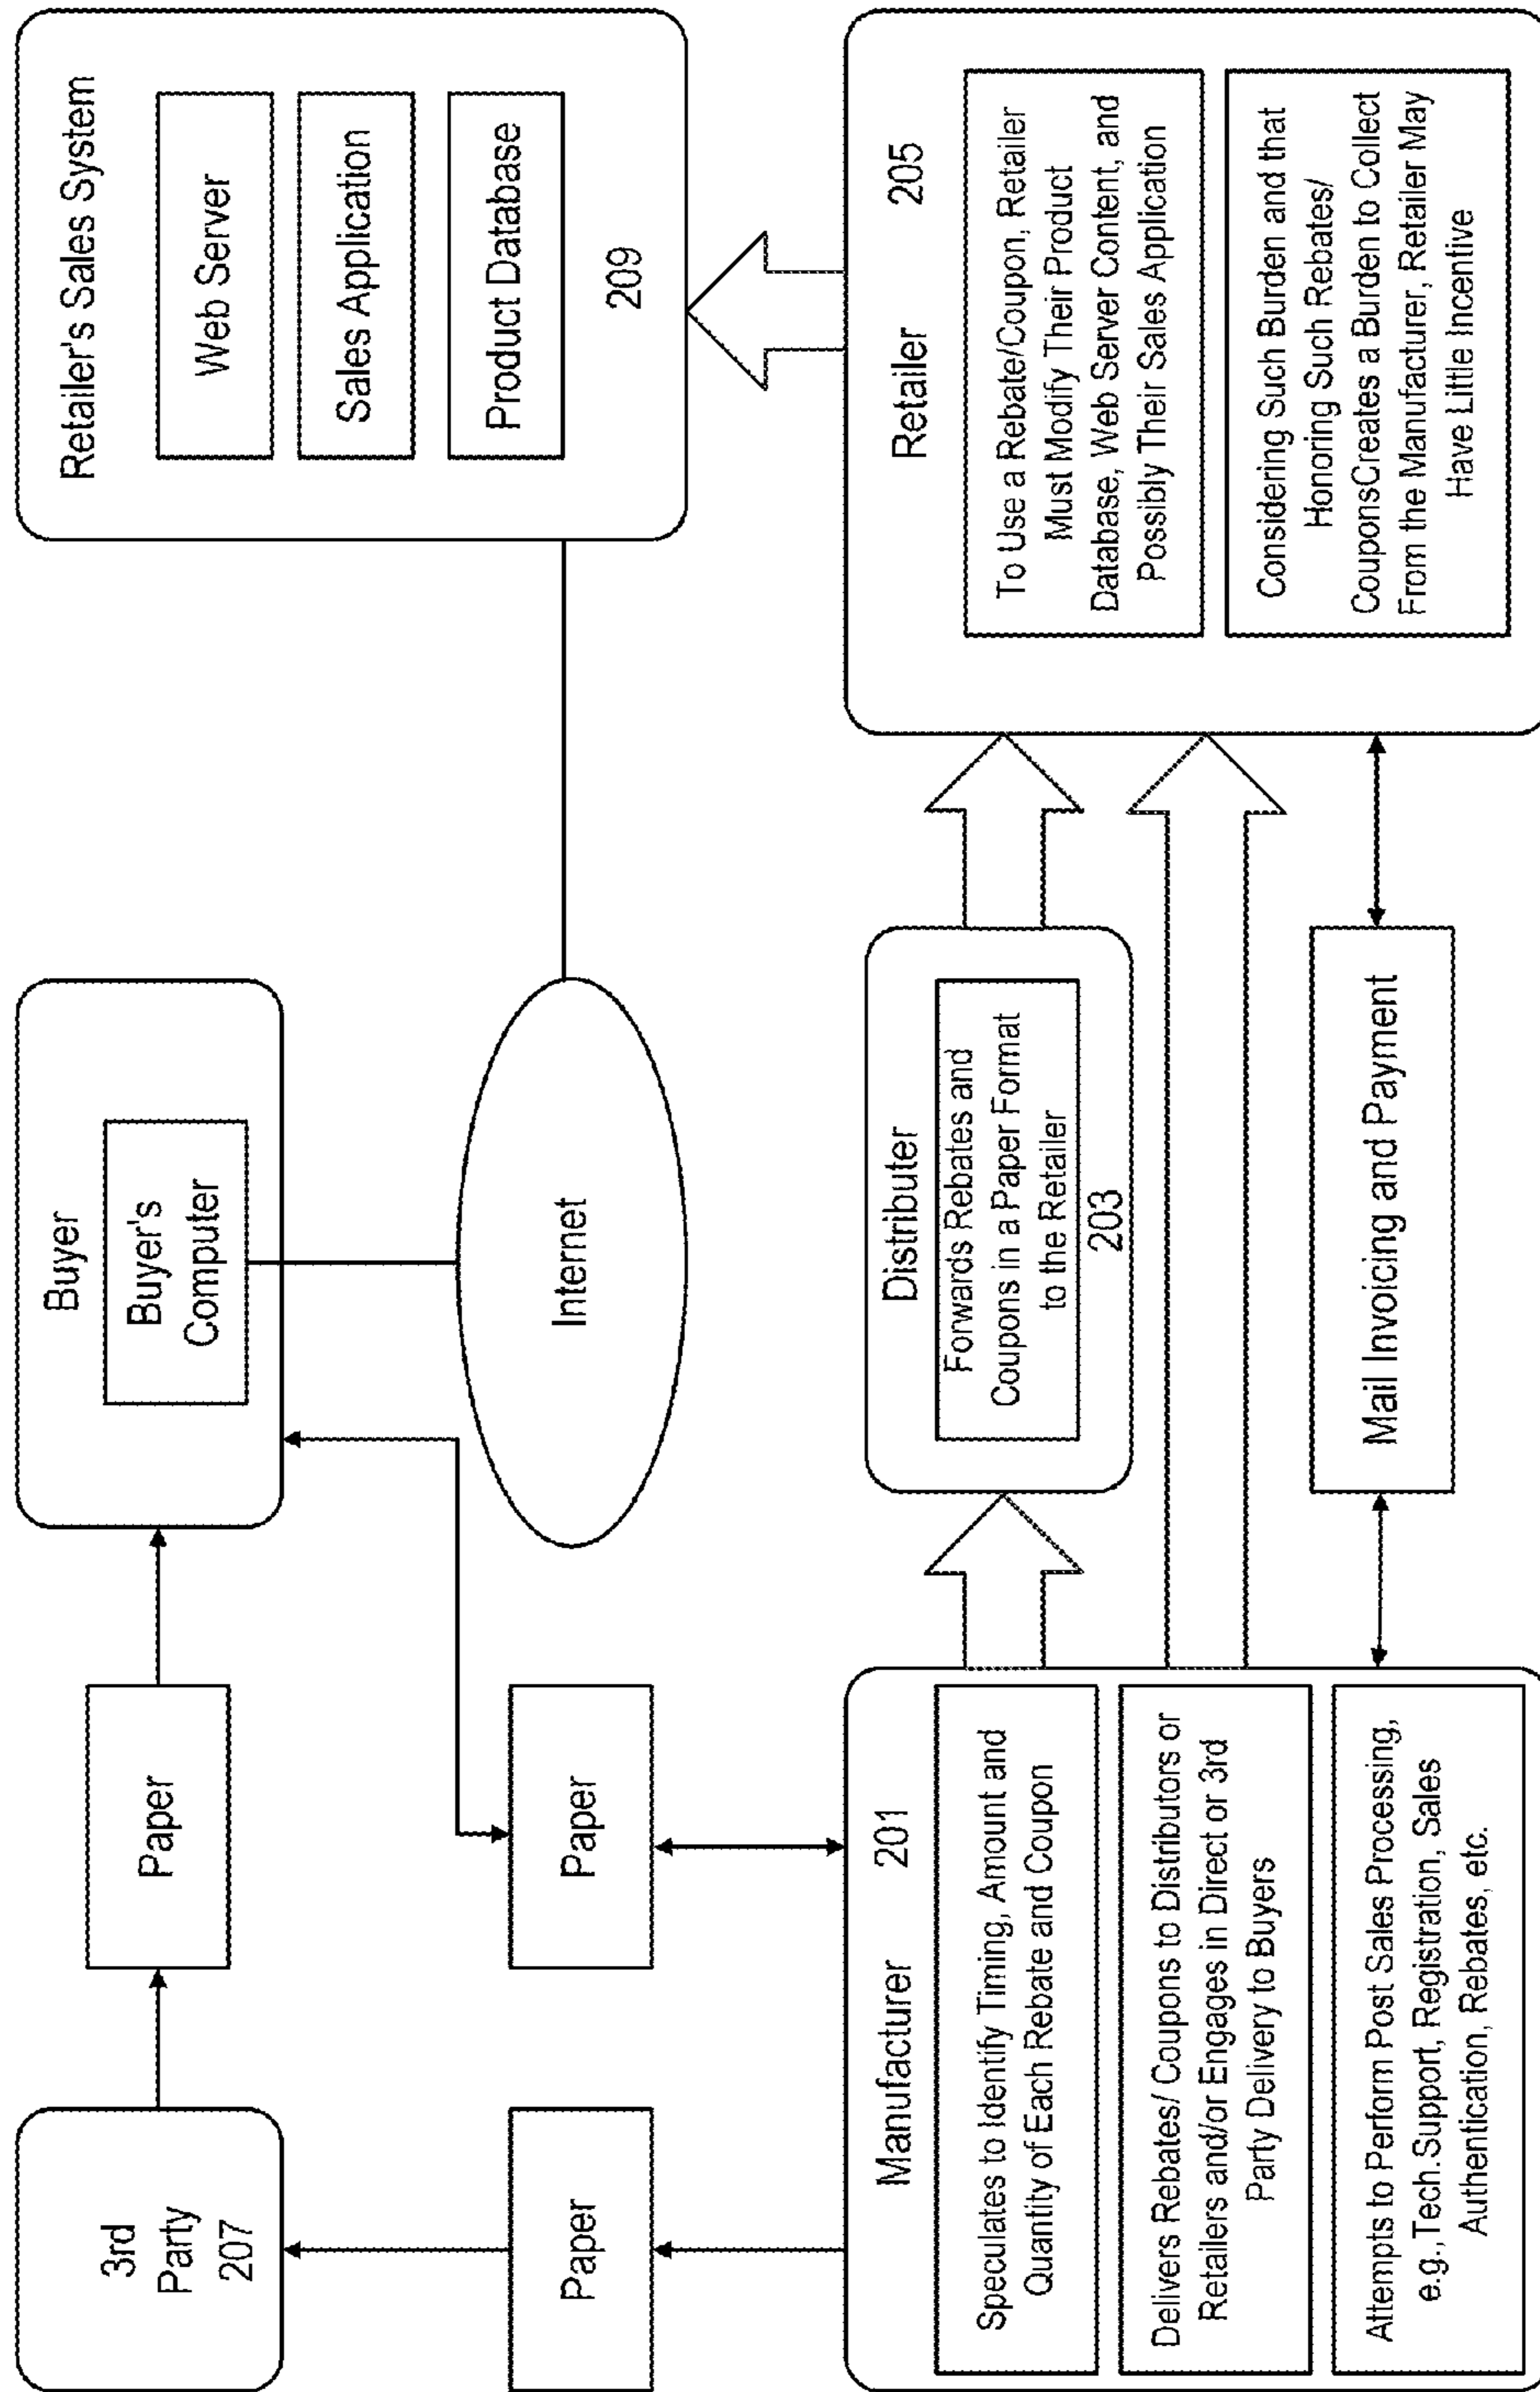 3rd
Party
207
Paper
Buyer
Buyer's
Computer
Retailer's Sales System
Web Server
Sales Application
Product Database
209
Paper
Paper
Internet
Manufacturer 201
Speculates to Identify Timing, Amount and
Quantity of Each Rebate and Coupon
Delivers Rebates/ Coupons to Distributors or
Retailers and/or Engages in Direct or 3rd
Party Delivery to Buyers
Attempts to Perform Post Sales Processing,
e.g.,Tech.Support, Registration, Sales
Authentication, Rebates, etc.
Distributer
Forwards Rebates and
Coupons in a Paper Format
to the Retailer
203
Mail Invoicing and Payment
Retailer 205
To Use a Rebate/Coupon, Retailer
Must Modify Their Product
Database, Web Server Content, and
Possibly Their Sales Application
Considering Such Burden and that
Honoring Such Rebates/
CouponsCreates a Burden to Collect
From the Manufacturer, Retailer May
Have Little Incentive